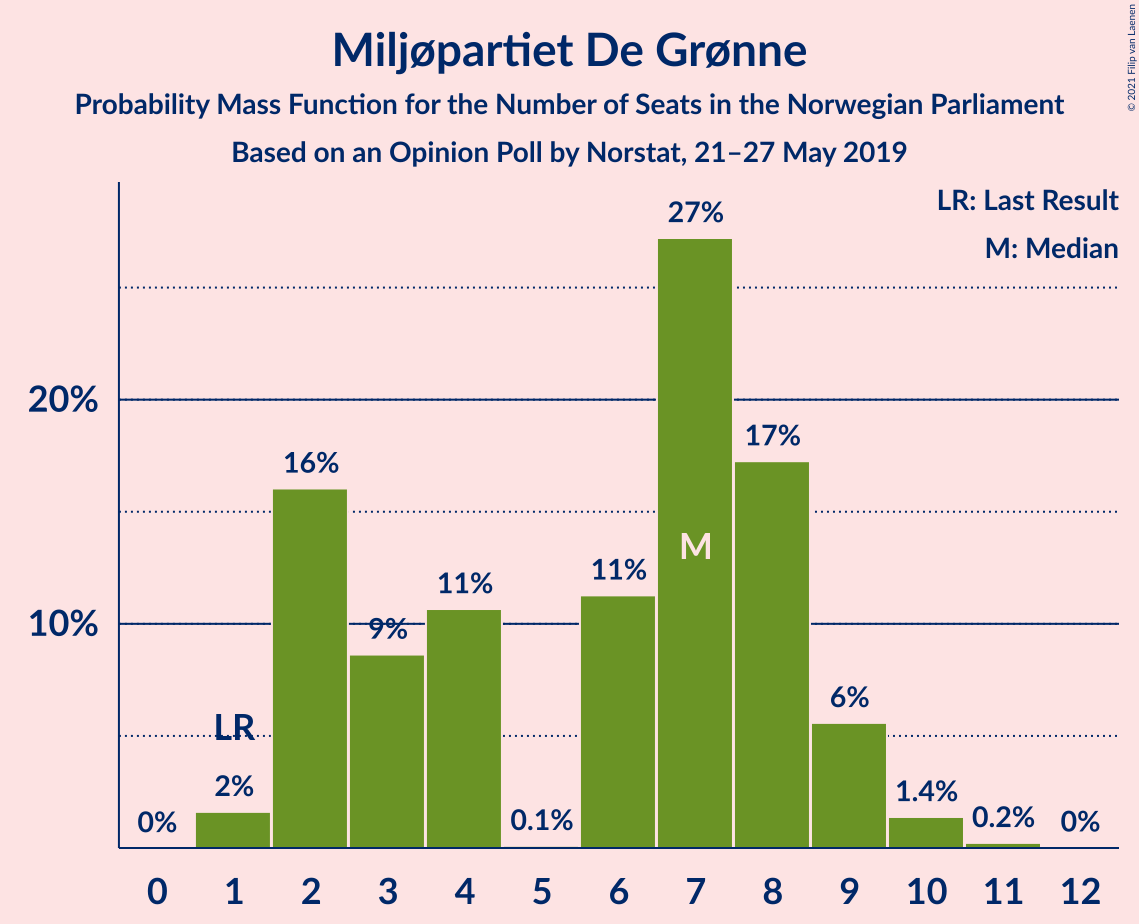 Miljøpartiet De Grønne
Probability Mass Function for the Number of Seats in the Norwegian Parliament
Based on an Opinion Poll by Norstat, 21–27 May 2019
© 2021 Filip van Laenen
LR: Last Result
M: Median
27%
20%
17%
16%
M
11%
11%
10%
9%
6%
LR
2%
1.4%
0%
0.1%
0.2%
0%
0 1 2 3 4 5 6 7 8 9 10 11 12